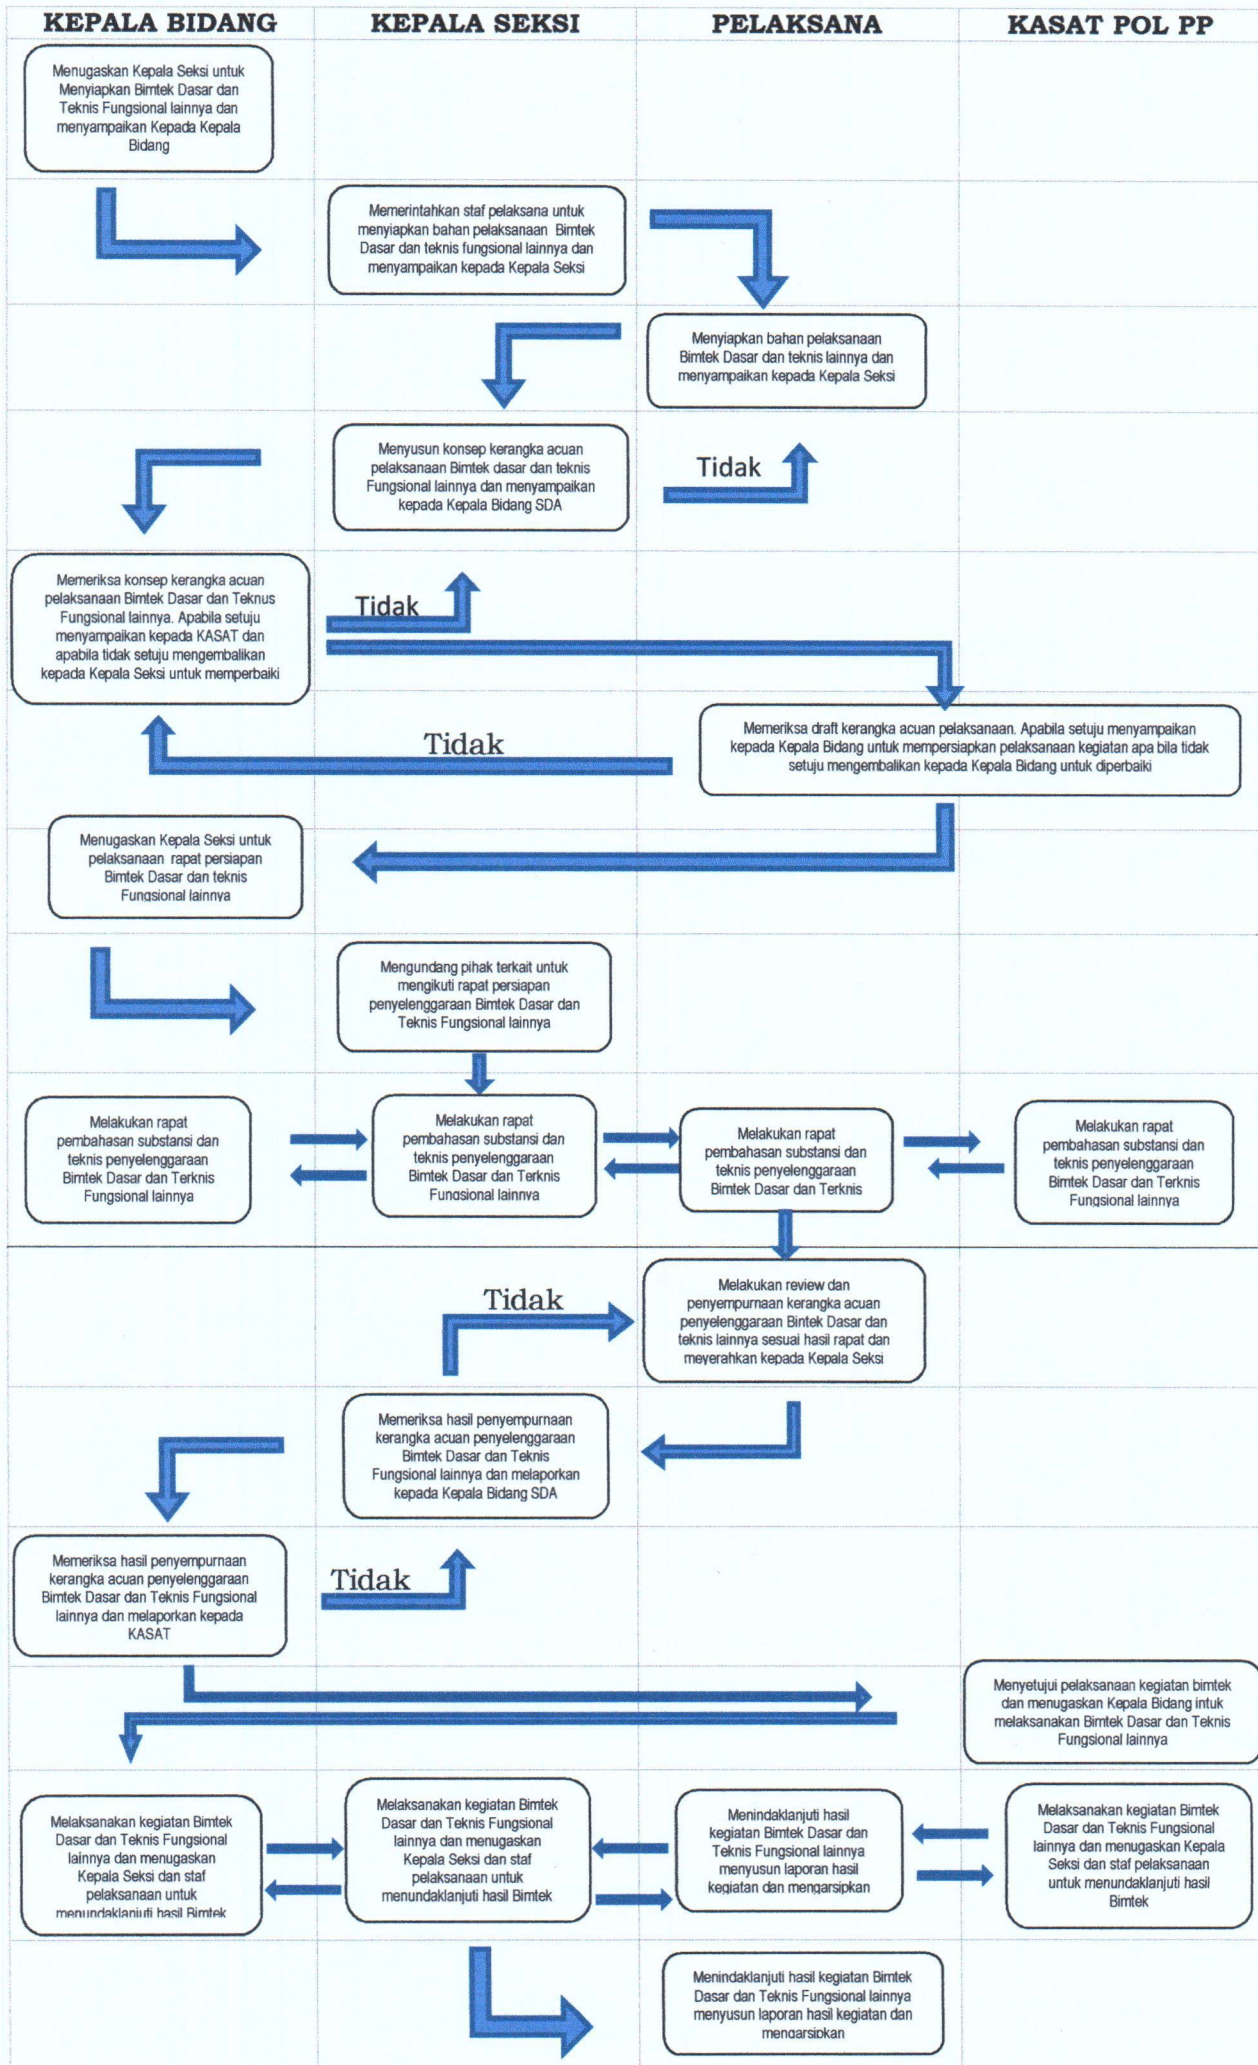 KEPALA BIDANG
KEPALA SEKSI
PELAKSANA
KASAT POL PP
Menugaskan Kepala Seksi untuk
Menyiapkan Bimtek Dasar dan
Teknis Fungsional lainnya dan
menyampaikan Kepada Kepala
Bidang
Memerintahkan staf pelaksana untuk
menyiapkan bahan pelaksanaan Bimtek
Dasar dan teknis fungsional lainnya dan
menyampaikan kepada Kepala Seksi
Menyiapkan bahan pelaksanaan
Bimtek Dasar dan teknis lainnya dan
menyampaikan kepada Kepala Seksi
Menyusun konsep kerangka acuan
pelaksanaan Bimtek dasar dan teknis
Fungsional lainnya dan menyampaikan
kepada Kepala Bidang SDA
Tidak
Memeriksa konsep kerangka acuan
pelaksanaan Bimtek Dasar dan Teknus
Fungsional lainnya. Apabila setuju
menyampaikan kepada KASAT dan
apabila tidak setuju mengembalikan
kepada Kepala Seksi untuk memperbaiki
Tidak
Memeriksa draft kerangka acuan pelaksanaan. Apabila setuju menyampaikan
kepada Kepala Bidang untuk mempersiapkan pelaksanaan kegiatan apa bila tidak
setuju mengembalikan kepada Kepala Bidang untuk diperbaiki
Tidak
Menugaskan Kepala Seksi untuk
pelaksanaan rapat persiapan
Bimtek Dasar dan teknis
Fungsional lainnya
Mengundang pihak terkait untuk
mengikuti rapat persiapan
penyelenggaraan Bimtek Dasar dan
Teknis Fungsional lainnya
Melakukan rapat
pembahasan substansi dan
teknis penyelenggaraan
Bimtek Dasar dan Terknis
Fungsional lainnya
Melakukan rapat
pembahasan substansi dan
teknis penyelenggaraan
Bimtek Dasar dan Terknis
Fungsional lainnya
Melakukan rapat
pembahasan substansi dan
teknis penyelenggaraan
Bimtek Dasar dan Terknis
Melakukan rapat
pembahasan substansi dan
teknis penyelenggaraan
Bimtek Dasar dan Terknis
Fungsional lainnya
Melakukan review dan
penyempurnaan kerangka acuan
penyelenggaraan Bintek Dasar dan
teknis lainnya sesuai hasil rapat dan
meyerahkan kepada Kepala Seksi
Tidak
Memeriksa hasil penyempurnaan
kerangka acuan penyelenggaraan
Bimtek Dasar dan Teknis
Fungsional lainnya dan melaporkan
kepada Kepala Bidang SDA
Memeriksa hasil penyempurnaan
kerangka acuan penyelenggaraan
Bimtek Dasar dan Teknis Fungsional
lainnya dan melaporkan kepada
KASAT
Tidak
Menyetujui pelaksanaan kegiatan bimtek
dan menugaskan Kepala Bidang intuk
melaksanakan Bimtek Dasar dan Teknis
Fungsional lainnya
Melaksanakan kegiatan Bimtek
Dasar dan Teknis Fungsional
lainnya dan menugaskan
Kepala Seksi dan staf
pelaksanaan untuk
menundaklanjuti hasil Bimtek
Melaksanakan kegiatan Bimtek
Dasar dan Teknis Fungsional
lainnya dan menugaskan
Kepala Seksi dan staf
pelaksanaan untuk
menundaklanjuti hasil Bimtek
Menindaklanjuti hasil
kegiatan Bimtek Dasar dan
Teknis Fungsional lainnya
menyusun laporan hasil
kegiatan dan mengarsipkan
Melaksanakan kegiatan Bimtek
Dasar dan Teknis Fungsional
lainnya dan menugaskan Kepala
Seksi dan staf pelaksanaan
untuk menundaklanjuti hasil
Bimtek
Menindaklanjuti hasil kegiatan Bimtek
Dasar dan Teknis Fungsional lainnya
menyusun laporan hasil kegiatan dan
mengarsipkan